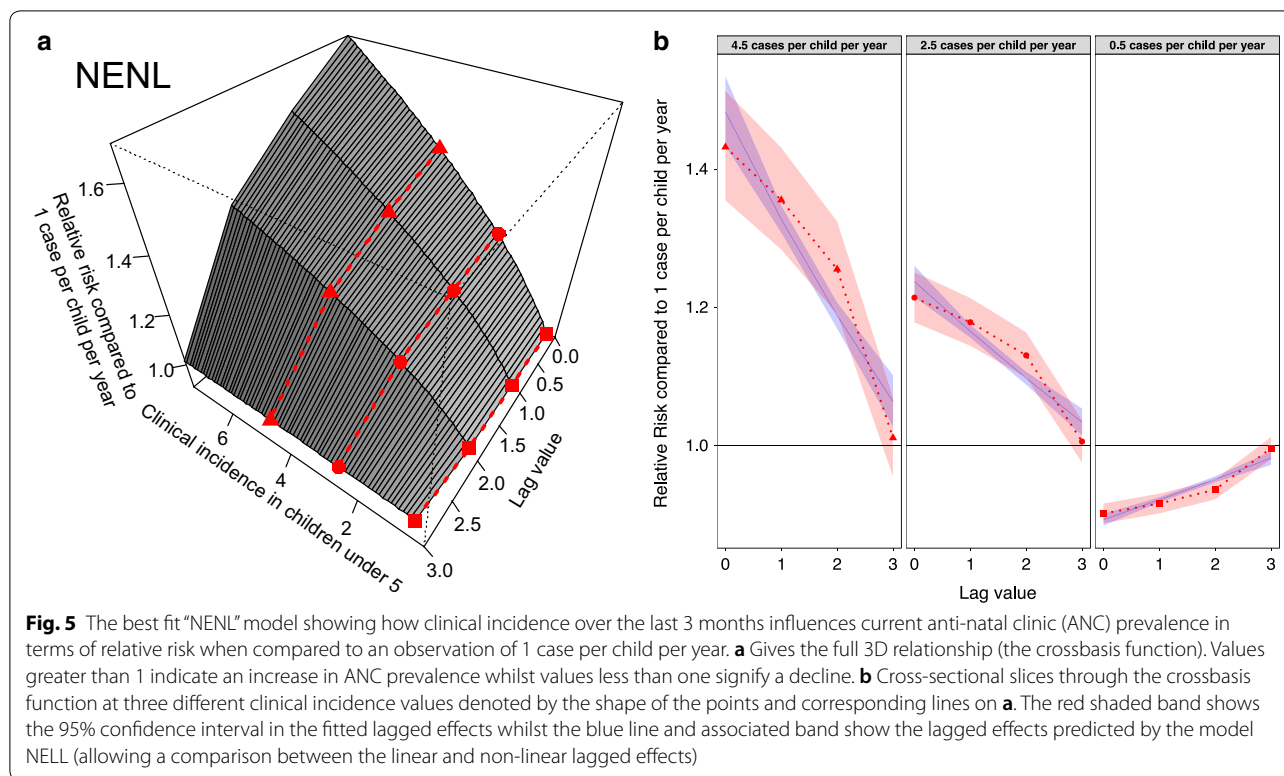 a
NENL
1.6
1.4
1.2
1.0
Relative risk compared to
1 case per child per year
6
4
2
Clinical incidence in children under 5
0.0
0.5
1.0
1.5
2.0
2.5
3.0
Lag value
b
4.5 cases per child per year 2.5 cases per child per year 0.5 cases per child per year
Relative Risk compared to 1 case per child per year
1.4
1.2
1.0
0 1 2 3 0 1 2 3 0 1 2 3
Lag value
Fig. 5 The best fit “NENL” model showing how clinical incidence over the last 3 months influences current anti-natal clinic (ANC) prevalence in
terms of relative risk when compared to an observation of 1 case per child per year. a Gives the full 3D relationship (the crossbasis function). Values
greater than 1 indicate an increase in ANC prevalence whilst values less than one signify a decline. b Cross-sectional slices through the crossbasis
function at three different clinical incidence values denoted by the shape of the points and corresponding lines on a. The red shaded band shows
the 95% confidence interval in the fitted lagged effects whilst the blue line and associated band show the lagged effects predicted by the model
NELL (allowing a comparison between the linear and non-linear lagged effects)